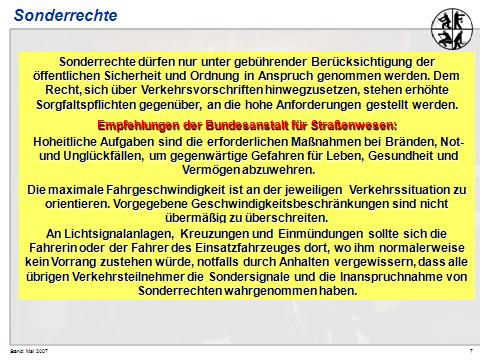 Sonderrechte
Sonderrechte dürfen nur unter gebührender Berücksichtigung der
öffentlichen Sicherheit und Ordnung in Anspruch genommen werden. Dem
Recht, sich über Verkehrsvorschriften hinwegzusetzen, stehen erhöhte
Sorgfaltspflichten gegenüber, an die hohe Anforderungen gestellt werden.
Empfehlungen der Bundesanstalt für Straßenwesen:
Hoheitliche Aufgaben sind die erforderlichen Maßnahmen bei Bränden, Not-
und Unglückfällen, um gegenwärtige Gefahren für Leben, Gesundheit und
Vermögen abzuwehren.
Die maximale Fahrgeschwindigkeit ist an der jeweiligen Verkehrssituation zu
orientieren. Vorgegebene Geschwindigkeitsbeschränkungen sind nicht
übermäßig zu überschreiten.
An Lichtsignalanlagen, Kreuzungen und Einmündungen sollte sich die
Fahrerin oder der Fahrer des Einsatzfahrzeuges dort, wo ihm normalerweise
kein Vorrang zustehen würde, notfalls durch Anhalten vergewissern, dass alle
übrigen Verkehrsteilnehmer die Sondersignale und die Inanspruchnahme von
Sonderrechten wahrgenommen haben.
Stand: Mai 2007
7